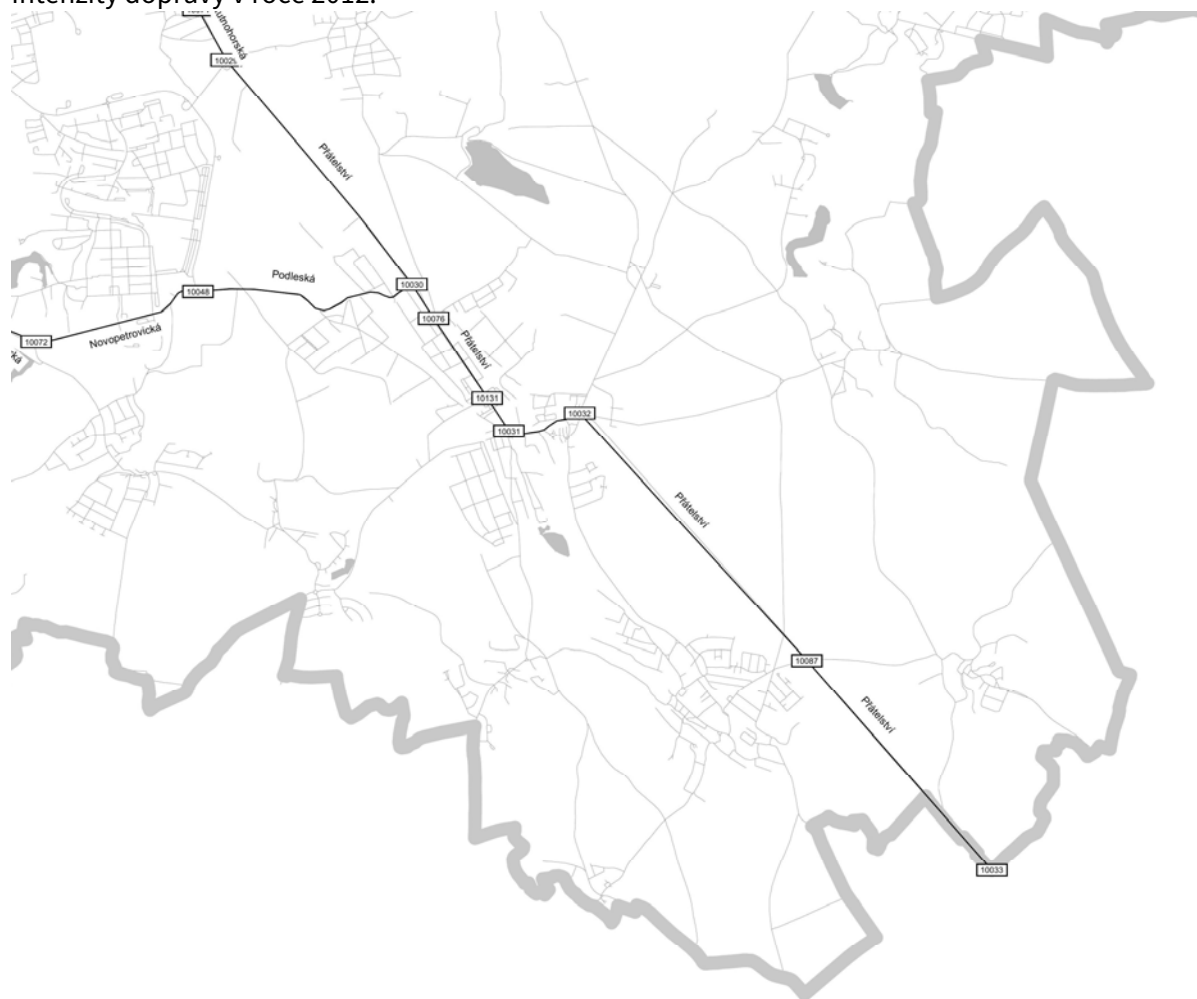 intenzity dopravy v roce 2012.
Kutnohorská
Přátelství
Podleská
10030
10048
10076
Novopetrovická
10072
Přátelství
10131
10032
10031
Přátelství
10087
Přátelství
10033